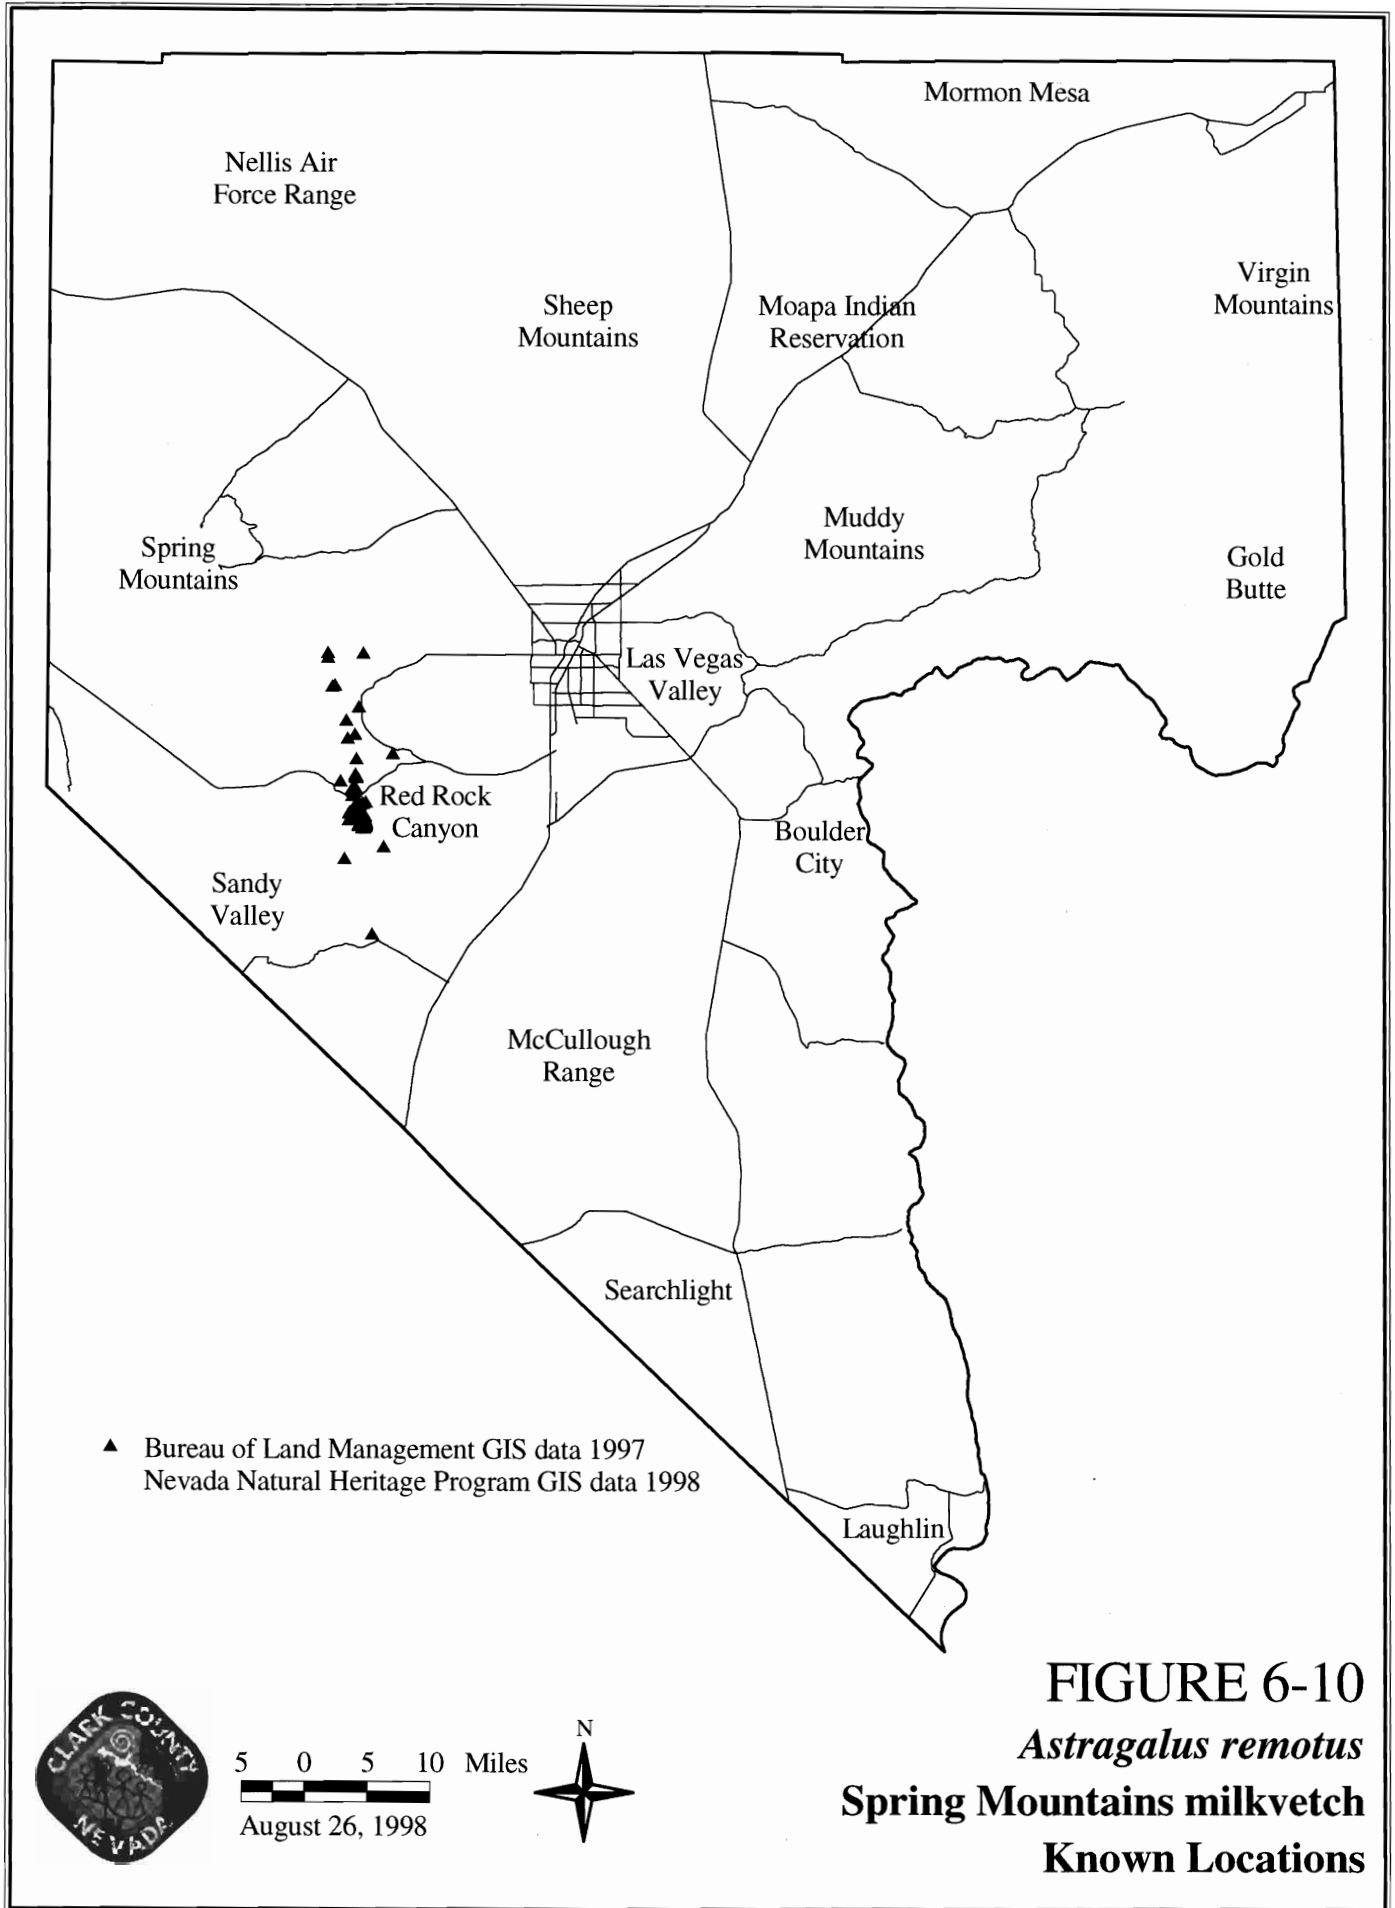 Mormon Mesa
Nellis Air
Force Range
Virgin
Mountains
Sheep
Mountains
Moapa Indian
Reservation
Muddy
Mountains
Spring
Mountains
Gold
Butte
Las Vegas
Valley
Red Rock
Canyon
Boulder
City
Sandy
Valley
McCullough
Range
Searchlight
Bureau of Land Management GIS data 1997
Nevada Natural Heritage Program GIS data 1998
Laughlin
CLARK COUNTY
NEVADA
5 0 5 10 Miles
August 26, 1998
N
FIGURE 6-10
Astragalus remotus
Spring Mountains milkvetch
Known Locations